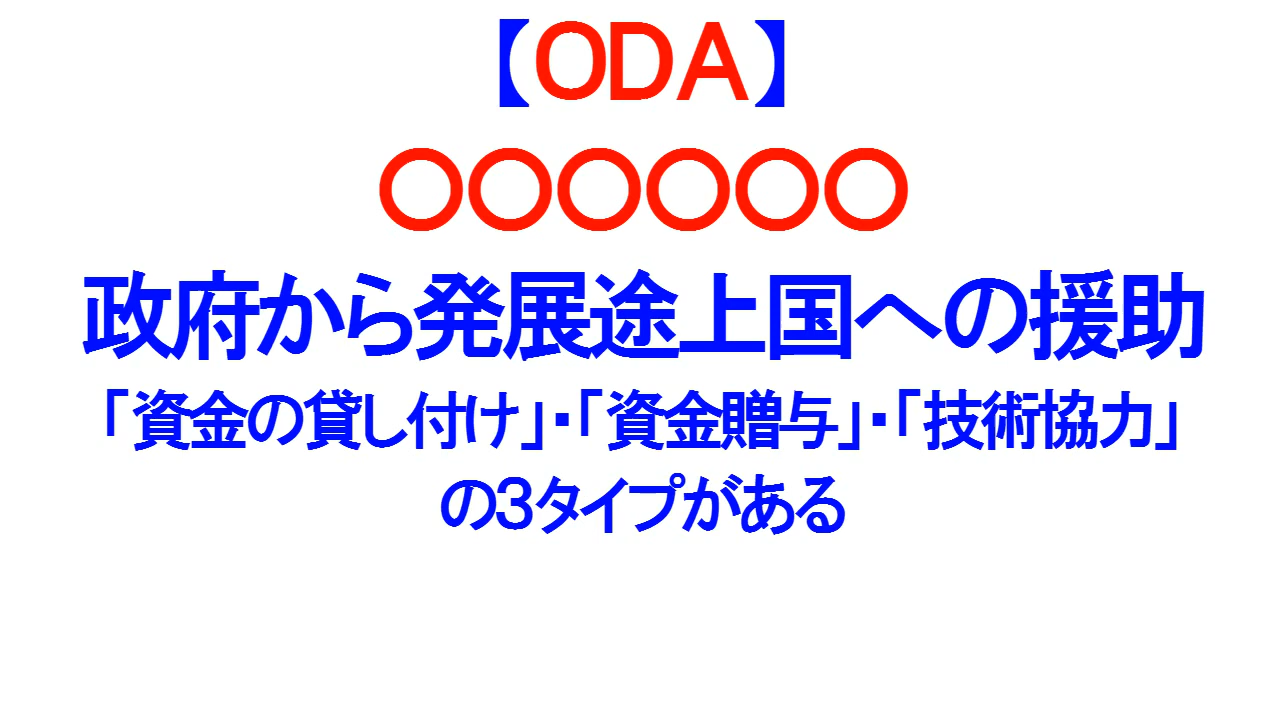 【ODA】
〇〇〇〇〇〇
政府から発展途上国への援助
「資金の貸し付け」・「資金贈与」・「技術協力」
の3タイプがある